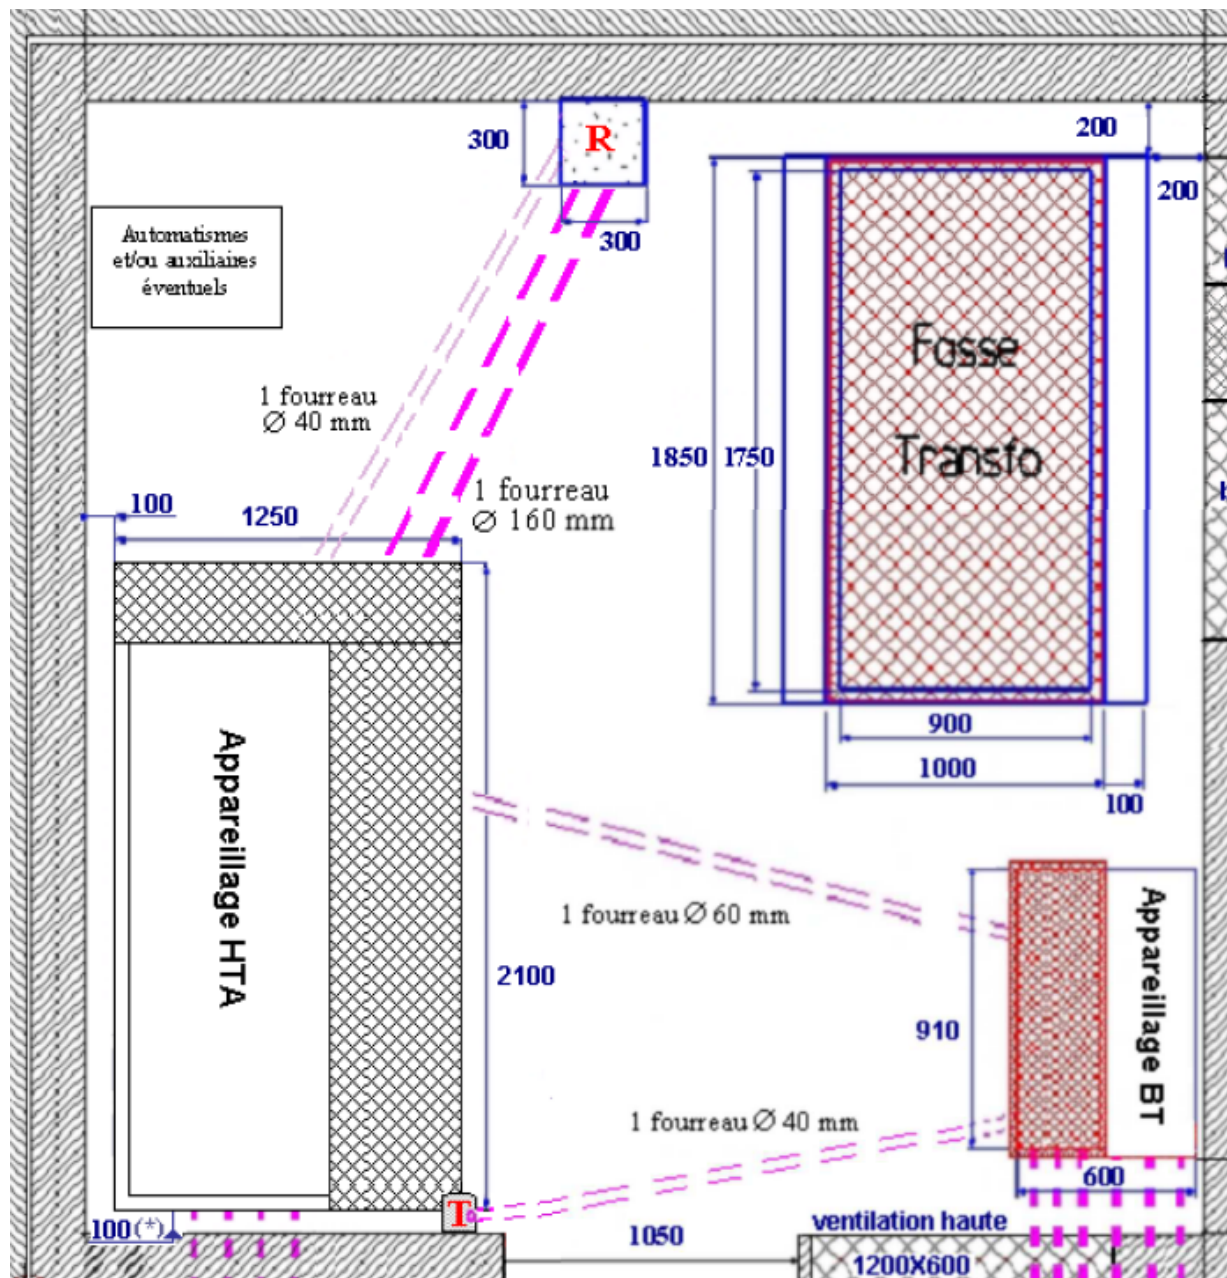 R
300
300
200
200
Automatismes
et/ou auxiliaires
éventuels
Fosse
Transfo
1 fourreau
Ø 40 mm
1850
1750
1 fourreau
Ø 160 mm
100
1250
900
1000
100
Appareillage HTA
1 fourreau Ø 60 mm
2100
910
Appareillage BT
1 fourreau Ø 40 mm
600
T
100(*)
1050
ventilation haute
1200X600